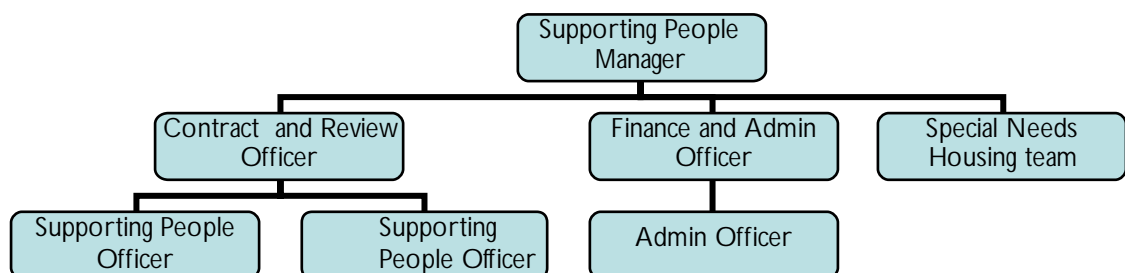 Supporting People
Manager
Contract and Review
Officer
Finance and Admin
Officer
Special Needs
Housing team
Supporting People
Officer
Supporting
People Officer
Admin Officer